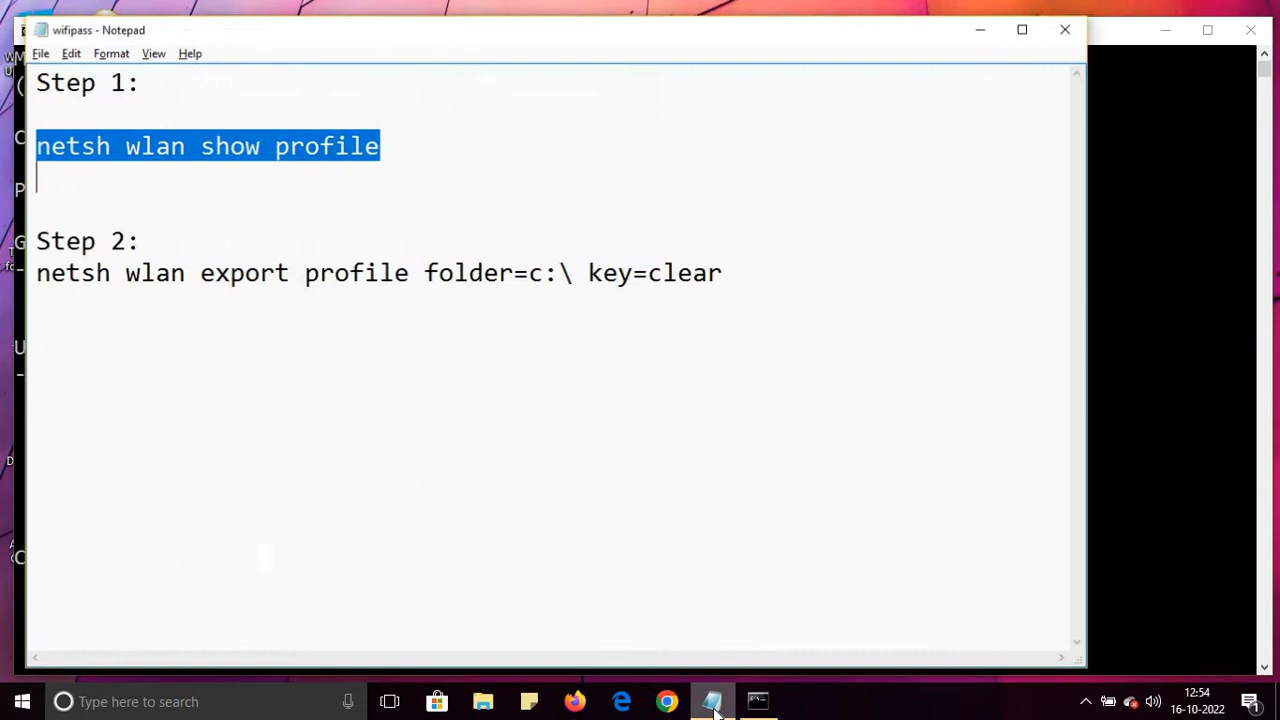 wifipass - Notepad
File Edit Format View Help
Step 1:
netsh wlan show profile
Step 2:
netsh wlan export profile folder=c:\ key=clear
Type here to search
12:54
16-10-2022
1